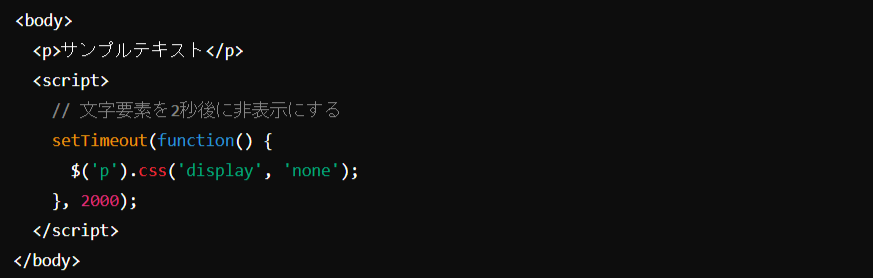 <body>
<p>サンプルテキスト</p>
<script>
// 文字要素を2秒後に非表示にする
setTimeout(function() {
$('p').css('display', 'none');
}, 2000);
</script>
</body>